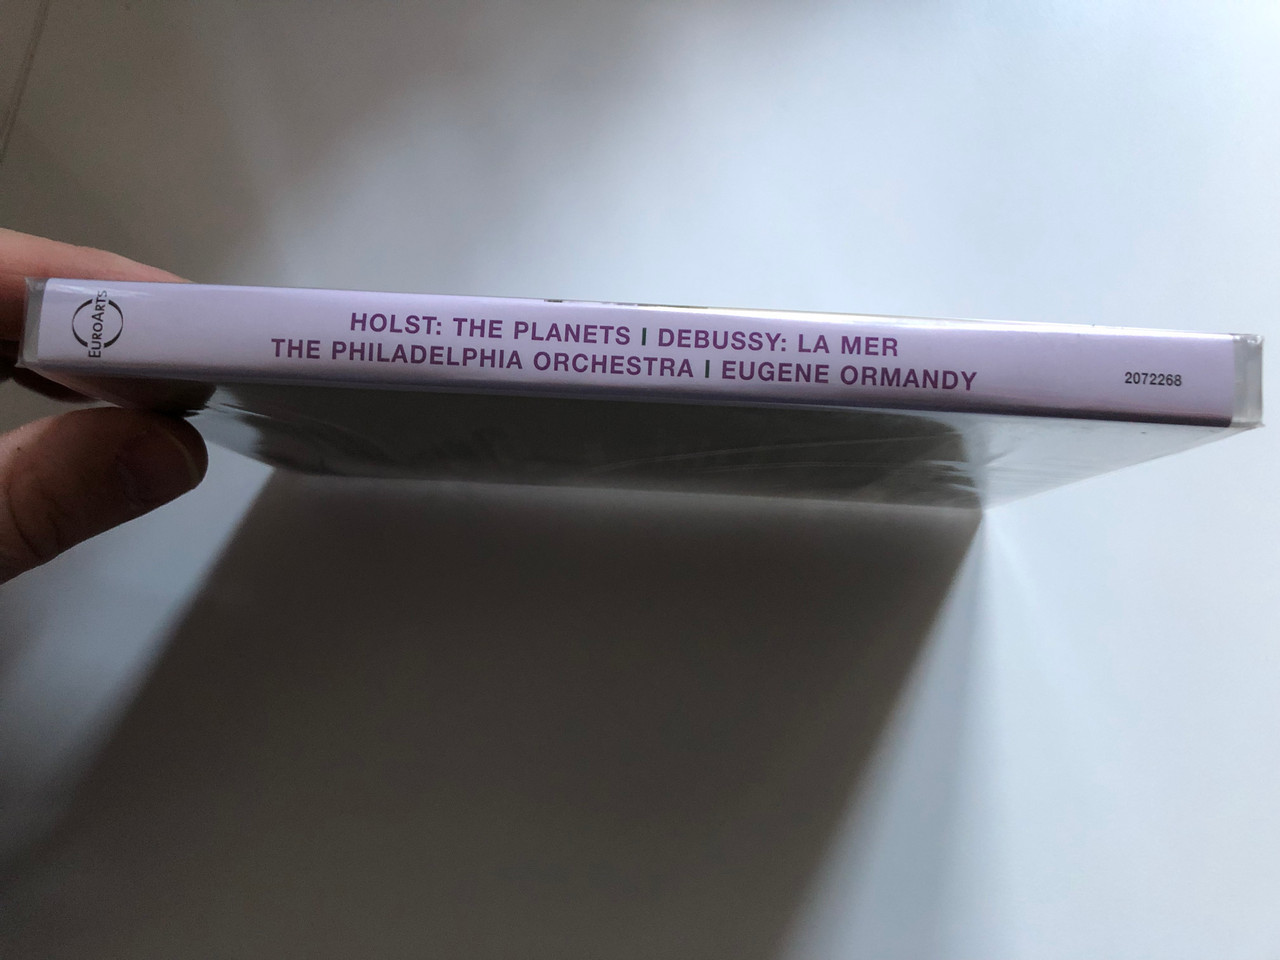 EUROARTS
HOLST: THE PLANETS | DEBUSSY: LA MER
THE PHILADELPHIA ORCHESTRA | EUGENE ORMANDY
2072268